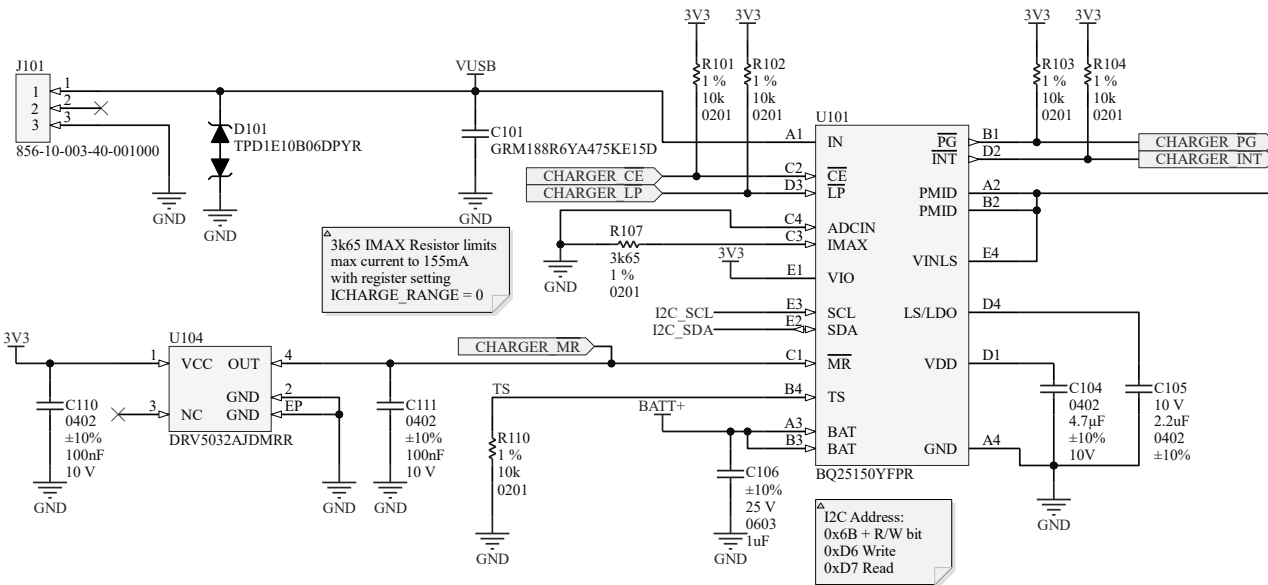 3V3
3V3
3V3
3V3
J101
1
2
3
1
2
3
856-10-003-40-001000
GND
D101
TPD1E10B06DPYR
GND
VUSB
C101
GRM188R6YA475KE15D
GND
R101
1 %
10k
0201
R102
1 %
10k
0201
R103
1 %
10k
0201
R104
1 %
10k
0201
CHARGER_CE
CHARGER_LP
CHARGER_PG
CHARGER_INT
U101
A1
IN
C2
CE
D3
LP
C4
ADCIN
C3
IMAX
E1
VIO
E3
SCL
E2
SDA
C1
MR
B4
TS
A3
BAT
B3
BAT
PG
B1
INT
D2
PMID
A2
PMID
B2
VINLS
E4
LS/LDO
D4
VDD
D1
GND
A4
BQ25150YFPR
3k65 IMAX Resistor limits
max current to 155mA
with register setting
ICHARGE_RANGE = 0
GND
R107
3k65
1 %
0201
3V3
I2C_SCL
I2C_SDA
3V3
C110
0402
±10%
100nF
10 V
GND
U104
1
VCC
OUT
4
GND
2
GND
EP
3
NC
DRV5032AJDMRR
GND
C111
0402
±10%
100nF
10 V
GND
CHARGER_MR
TS
R110
1 %
10k
0201
GND
BATT+
C106
±10%
25 V
0603
1uF
GND
C104
0402
4.7µF
±10%
10V
C105
10 V
2.2uF
0402
±10%
GND
I2C Address:
0x6B + R/W bit
0xD6 Write
0xD7 Read